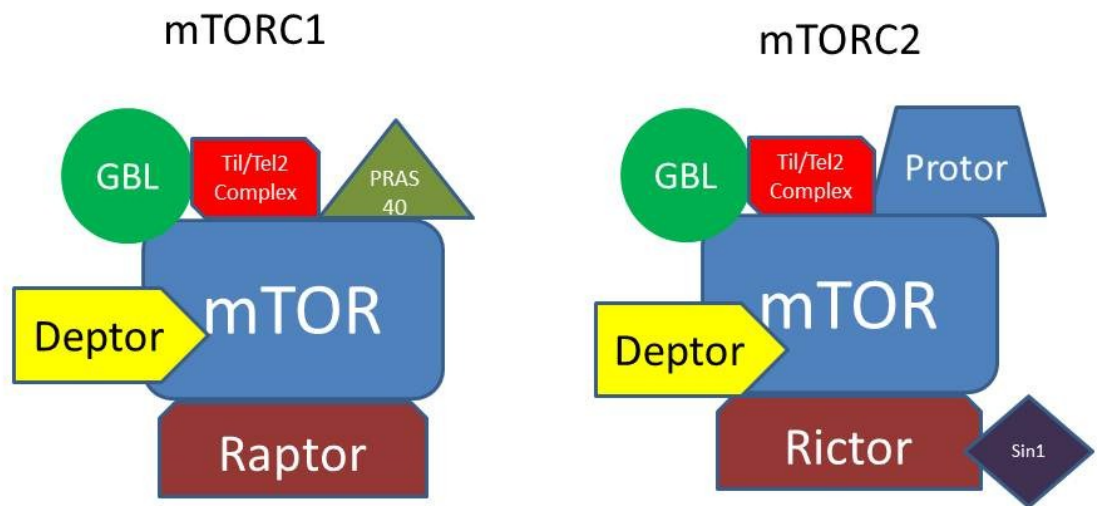 mTORC1
GBL
Til/Tel2
Complex
PRAS
40
mTOR
Deptor
Raptor
mTORC2
GBL
Til/Tel2
Complex
Protor
mTOR
Deptor
Rictor
Sin1